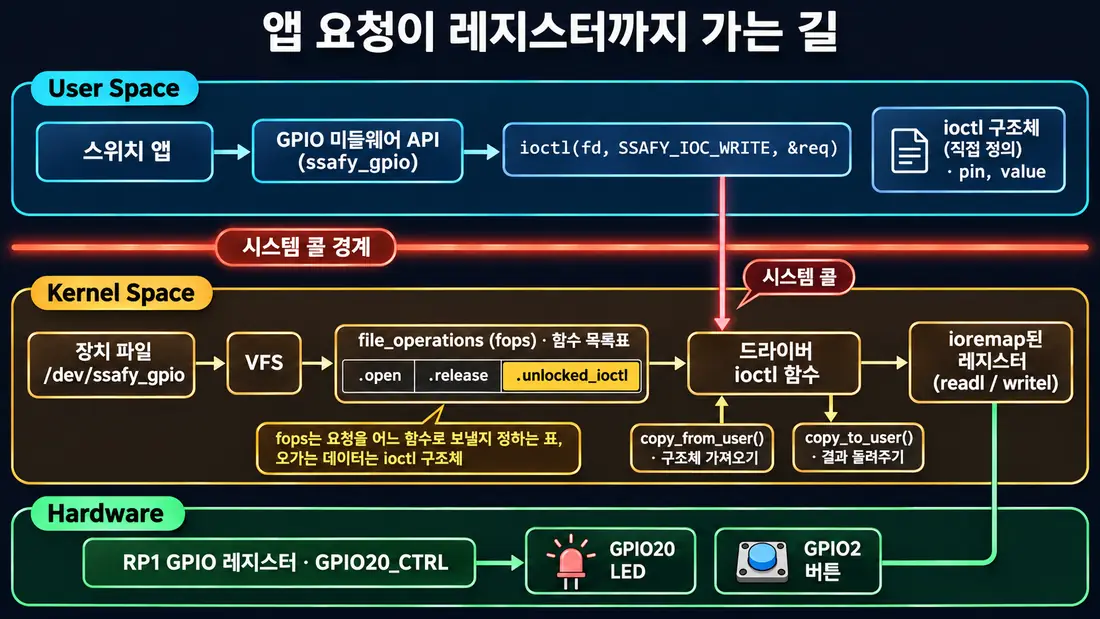 앱 요청이 레지스터까지 가는 길
User Space
스위치 앱
GPIO 미들웨어 API
(ssafy_gpio)
ioctl(fd, SSAFY_IOC_WRITE, &req)
ioctl 구조체
(직접 정의)
· pin, value
시스템 콜 경계
시스템 콜
Kernel Space
장치 파일
/dev/ssafy_gpio
VFS
file_operations (fops) · 함수 목록표
.open
.release
.unlocked_ioctl
드라이버
ioctl 함수
ioremap된
레지스터
(readl / writel)
fops는 요청을 어느 함수로 보낼지 정하는 표,
오가는 데이터는 ioctl 구조체
copy_from_user()
· 구조체 가져오기
copy_to_user()
· 결과 돌려주기
Hardware
RP1 GPIO 레지스터 · GPIO20_CTRL
GPIO20
LED
GPIO2
버튼